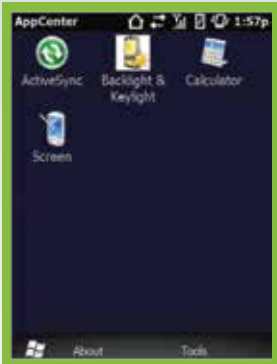 AppCenter 1:57p
ActiveSync Backlight & Calculator
Keylight
Screen
About Tools